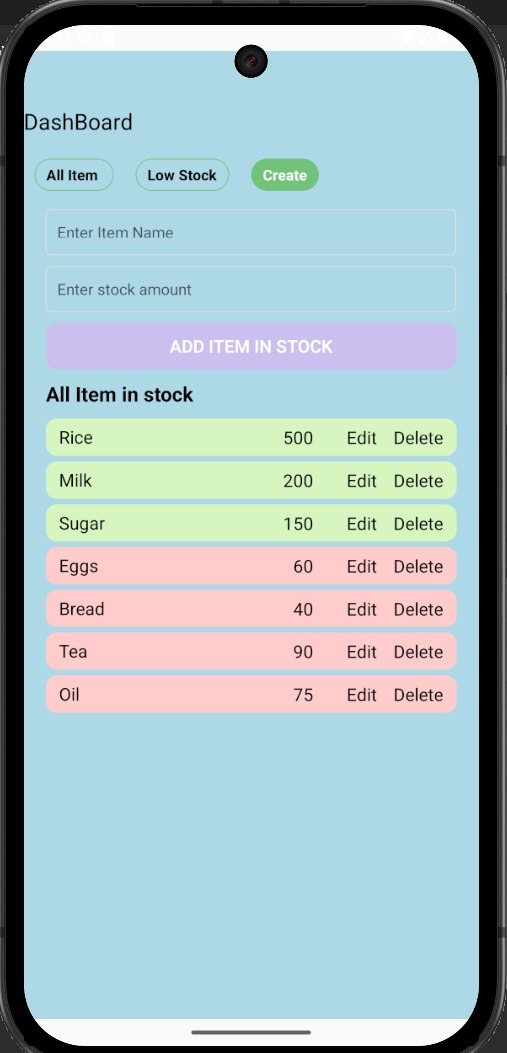 DashBoard
All Item Low Stock Create
Enter Item Name
Enter stock amount
ADD ITEM IN STOCK
All Item in stock
Rice 500 Edit Delete
Milk 200 Edit Delete
Sugar 150 Edit Delete
Eggs 60 Edit Delete
Bread 40 Edit Delete
Tea 90 Edit Delete
Oil 75 Edit Delete